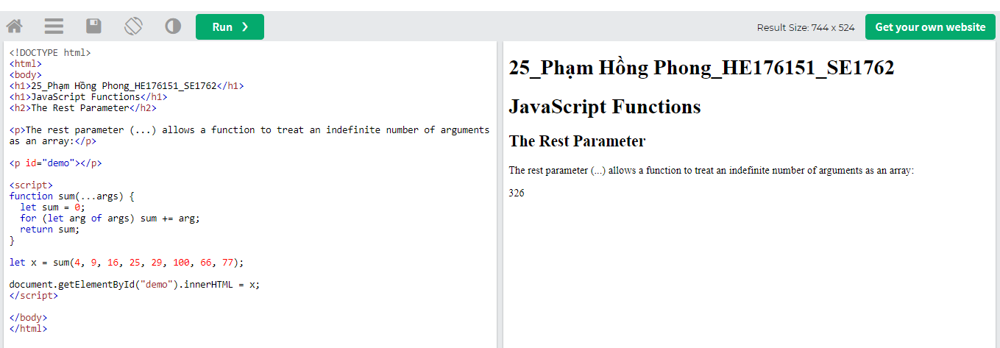 Run ❯
Result Size: 744 x 524
Get your own website
<!DOCTYPE html>
<html>
<body>
<h1>25_Phạm Hồng Phong_HE176151_SE1762</h1>
<h1>JavaScript Functions</h1>
<h2>The Rest Parameter</h2>
<p>The rest parameter (...) allows a function to treat an indefinite number of arguments
as an array:</p>
<p id="demo"></p>
<script>
function sum(...args) {
let sum = 0;
for (let arg of args) sum += arg;
return sum;
}
let x = sum(4, 9, 16, 25, 29, 100, 66, 77);
document.getElementById("demo").innerHTML = x;
</script>
</body>
</html>
25_Phạm Hồng Phong_HE176151_SE1762
JavaScript Functions
The Rest Parameter
The rest parameter (...) allows a function to treat an indefinite number of arguments as an array:
326